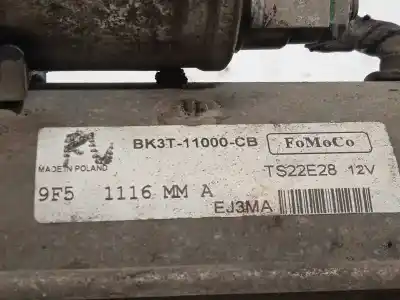 BK3T-11000-CB FoMoCo
MADE IN POLAND TS22E28 12V
9F5 1116 MM A
EJ3MA